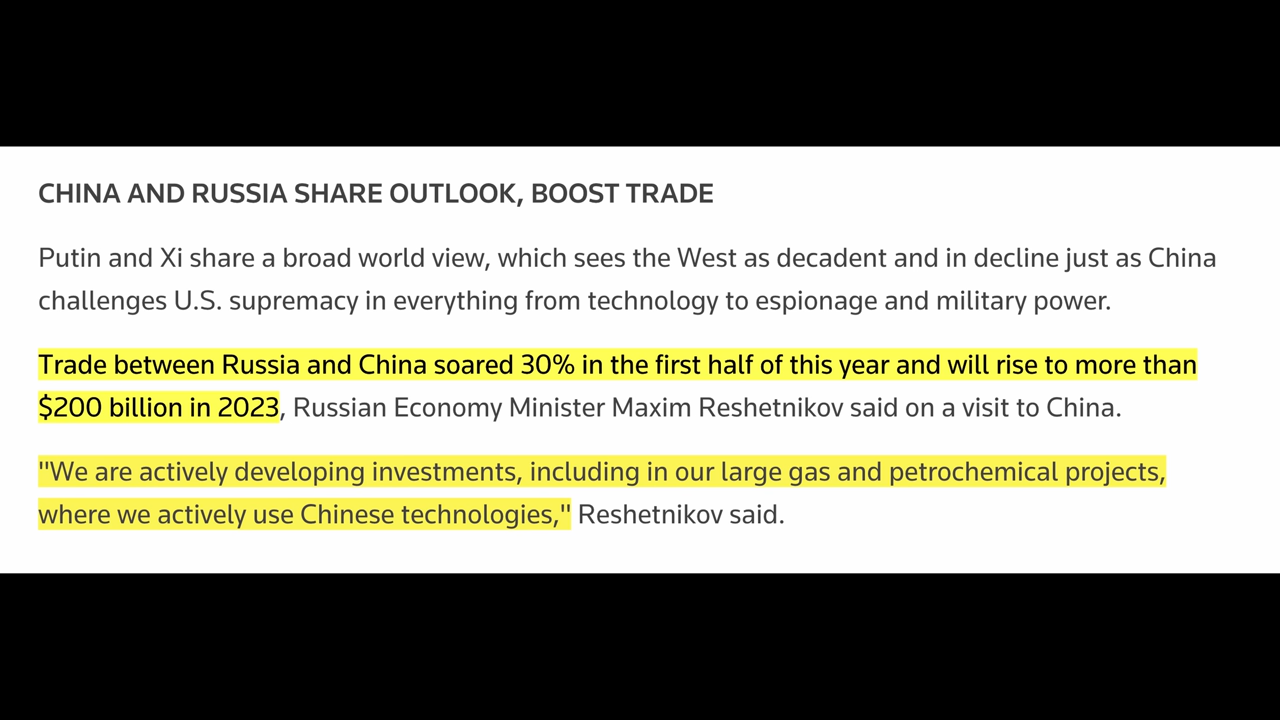 CHINA AND RUSSIA SHARE OUTLOOK, BOOST TRADE
Putin and Xi share a broad world view, which sees the West as decadent and in decline just as China
challenges U.S. supremacy in everything from technology to espionage and military power.
Trade between Russia and China soared 30% in the first half of this year and will rise to more than
$200 billion in 2023, Russian Economy Minister Maxim Reshetnikov said on a visit to China.
"We are actively developing investments, including in our large gas and petrochemical projects,
where we actively use Chinese technologies," Reshetnikov said.